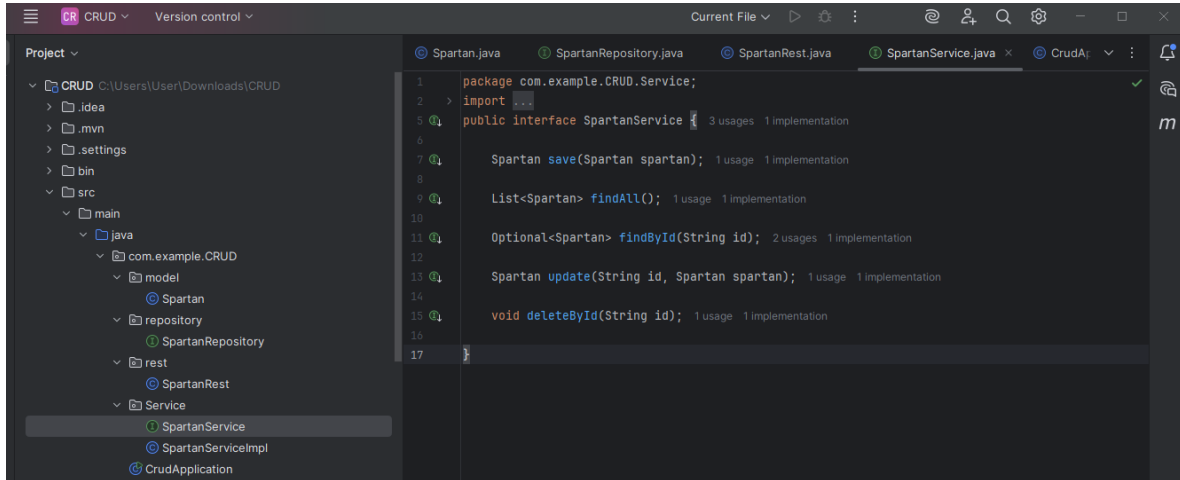 CR CRUD Version control Current File
Project
Spartan.java SpartanRepository.java SpartanRest.java SpartanService.java CrudAp
CRUD C:\Users\User\Downloads\CRUD
.idea
.mvn
.settings
bin
src
main
java
com.example.CRUD
model
Spartan
repository
SpartanRepository
rest
SpartanRest
Service
SpartanService
SpartanServiceImpl
CrudApplication
1 package com.example.CRUD.Service;
2 import ...
5 public interface SpartanService { 3 usages 1 implementation
6
7 Spartan save(Spartan spartan); 1 usage 1 implementation
8
9 List<Spartan> findAll(); 1 usage 1 implementation
10
11 Optional<Spartan> findById(String id); 2 usages 1 implementation
12
13 Spartan update(String id, Spartan spartan); 1 usage 1 implementation
14
15 void deleteById(String id); 1 usage 1 implementation
16
17 }
m